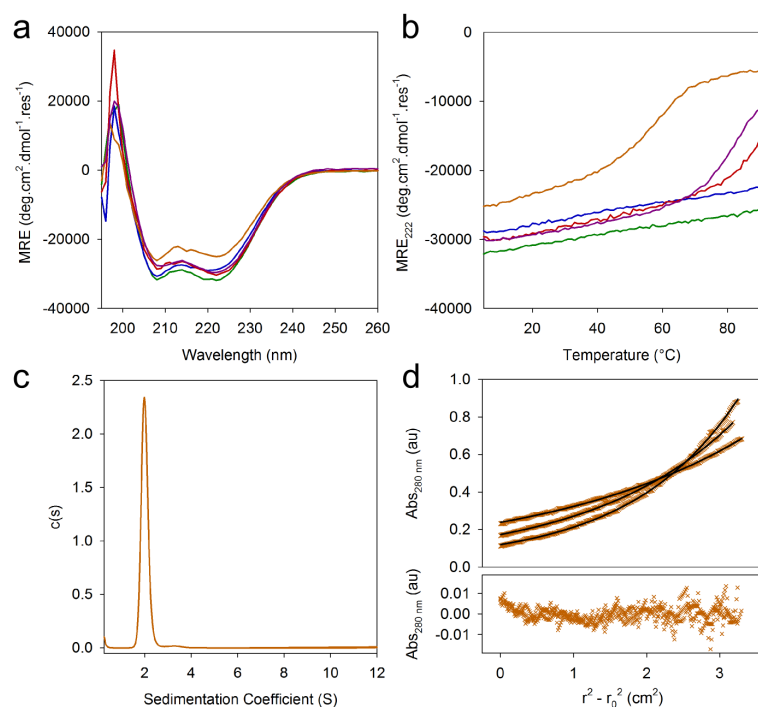 a
40000
20000
0
-20000
-40000
MRE (deg.cm².dmol⁻¹.res⁻¹)
200 210 220 230 240 250 260
Wavelength (nm)
b
0
-10000
-20000
-30000
-40000
MRE₂₂₂ (deg.cm².dmol⁻¹.res⁻¹)
20 40 60 80
Temperature (°C)
c
2.5
2.0
1.5
1.0
0.5
0.0
c(s)
0 2 4 6 8 10 12
Sedimentation Coefficient (S)
d
1.0
0.8
0.6
0.4
0.2
0.0
Abs₂₈₀ ₙₘ (au)
0.01
0.00
-0.01
Abs₂₈₀ ₙₘ (au)
0 1 2 3
r² - r₀² (cm²)